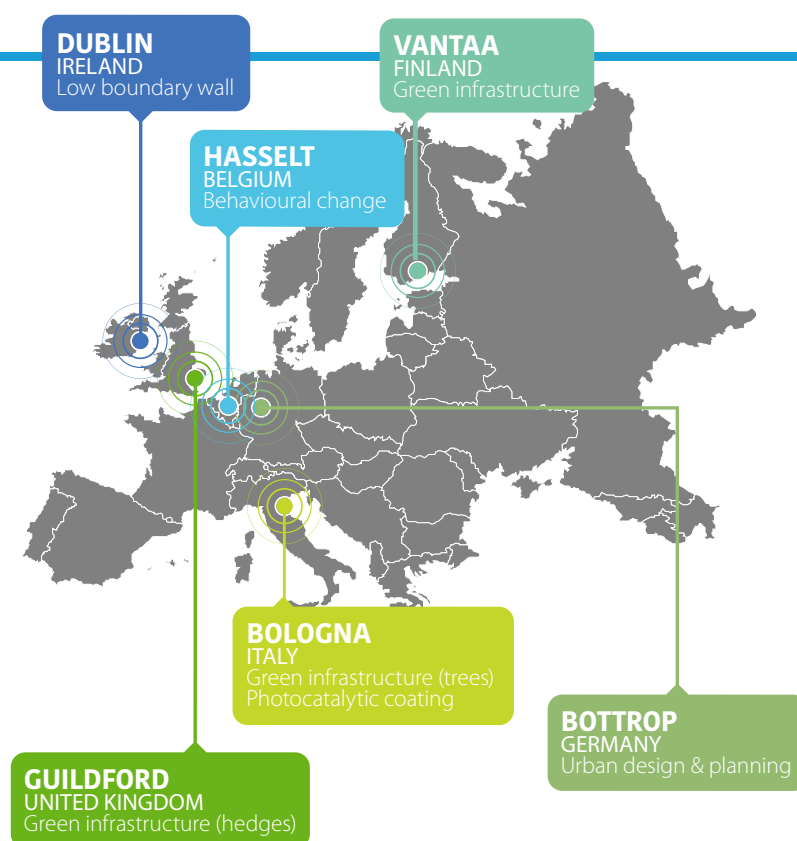 DUBLIN
IRELAND
Low boundary wall
VANTAA
FINLAND
Green infrastructure
HASSELT
BELGIUM
Behavioural change
BOLOGNA
ITALY
Green infrastructure (trees)
Photocatalytic coating
BOTTROP
GERMANY
Urban design & planning
GUILDFORD
UNITED KINGDOM
Green infrastructure (hedges)